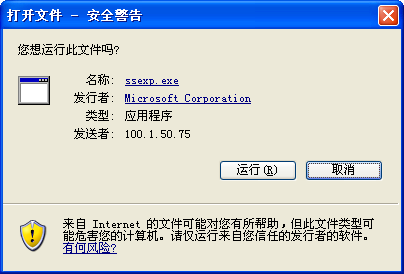 打开文件 - 安全警告
您想运行此文件吗?
名称: ssexp.exe
发行者: Microsoft Corporation
类型: 应用程序
发送者: 100.1.50.75
运行(R) 取消
来自 Internet 的文件可能对您有所帮助,但此文件类型可
能危害您的计算机。请仅运行来自您信任的发行者的软件。
有何风险?